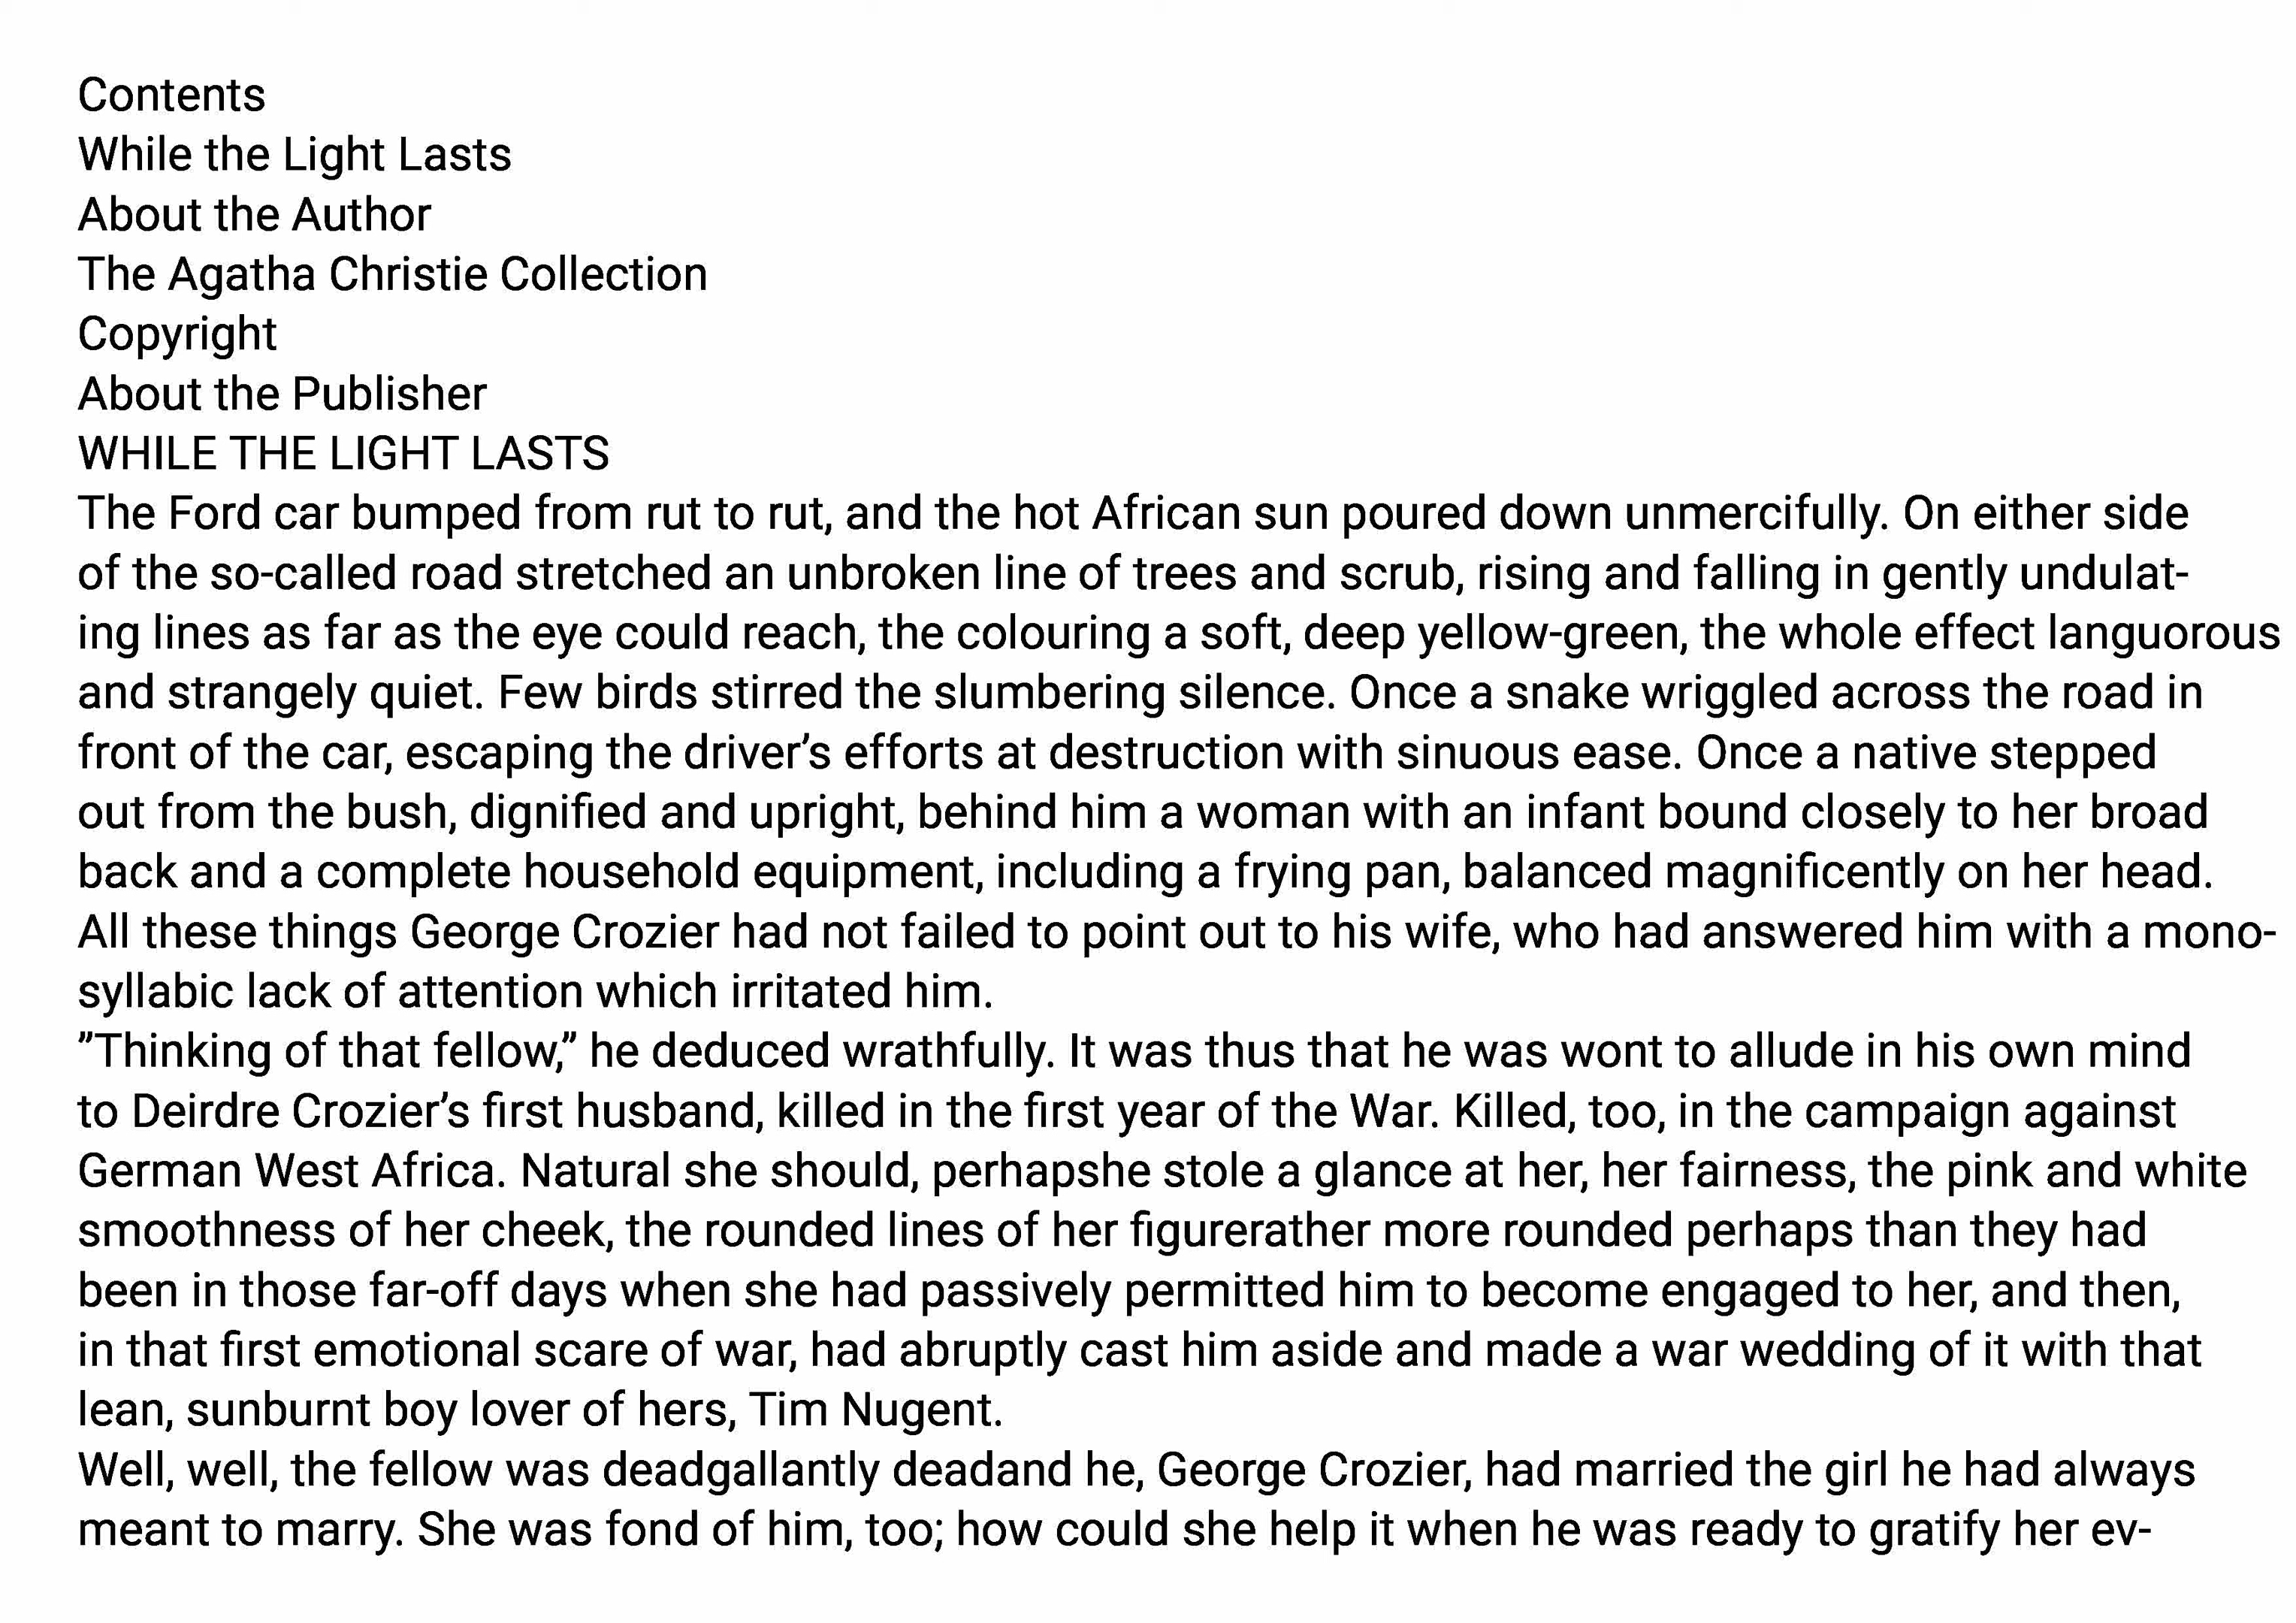 Contents
While the Light Lasts
About the Author
The Agatha Christie Collection
Copyright
About the Publisher
WHILE THE LIGHT LASTS
The Ford car bumped from rut to rut, and the hot African sun poured down unmercifully. On either side
of the so-called road stretched an unbroken line of trees and scrub, rising and falling in gently undulat-
ing lines as far as the eye could reach, the colouring a soft, deep yellow-green, the whole effect languorous
and strangely quiet. Few birds stirred the slumbering silence. Once a snake wriggled across the road in
front of the car, escaping the driver’s efforts at destruction with sinuous ease. Once a native stepped
out from the bush, dignified and upright, behind him a woman with an infant bound closely to her broad
back and a complete household equipment, including a frying pan, balanced magnificently on her head.
All these things George Crozier had not failed to point out to his wife, who had answered him with a mono-
syllabic lack of attention which irritated him.
”Thinking of that fellow,” he deduced wrathfully. It was thus that he was wont to allude in his own mind
to Deirdre Crozier’s first husband, killed in the first year of the War. Killed, too, in the campaign against
German West Africa. Natural she should, perhapshe stole a glance at her, her fairness, the pink and white
smoothness of her cheek, the rounded lines of her figurerather more rounded perhaps than they had
been in those far-off days when she had passively permitted him to become engaged to her, and then,
in that first emotional scare of war, had abruptly cast him aside and made a war wedding of it with that
lean, sunburnt boy lover of hers, Tim Nugent.
Well, well, the fellow was deadgallantly deadand he, George Crozier, had married the girl he had always
meant to marry. She was fond of him, too; how could she help it when he was ready to gratify her ev-